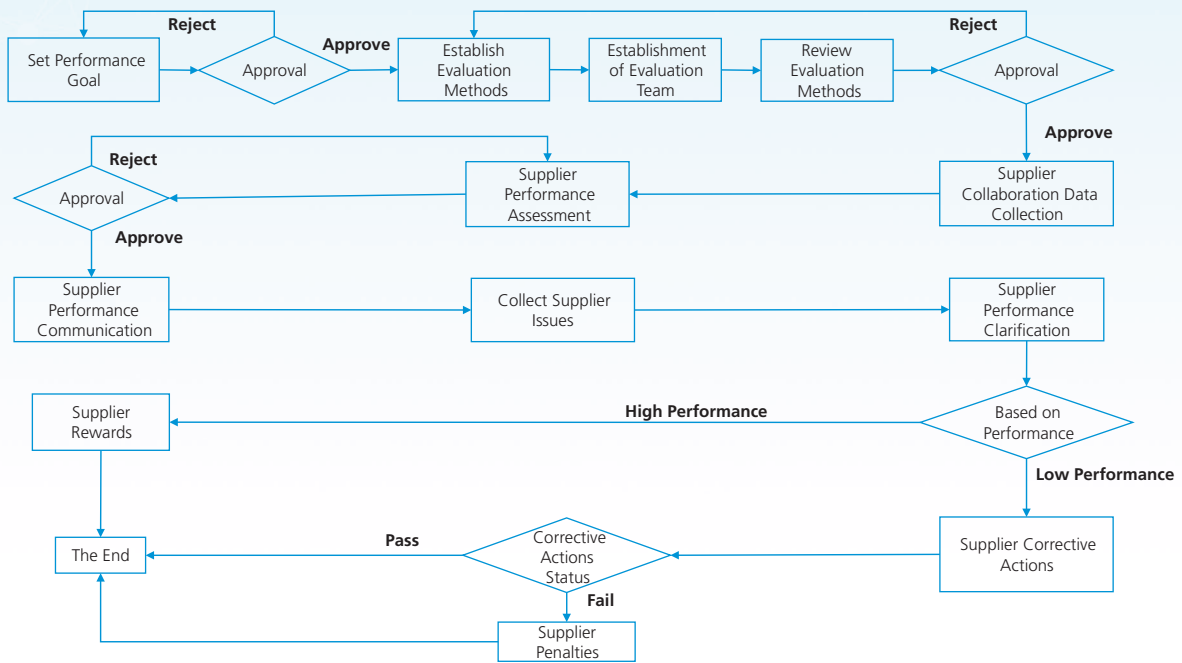 Reject
Reject
Set Performance
Goal
Approval
Approve
Establish
Evaluation
Methods
Establishment
of Evaluation
Team
Review
Evaluation
Methods
Approval
Approve
Reject
Approval
Supplier
Performance
Assessment
Supplier
Collaboration Data
Collection
Approve
Supplier
Performance
Communication
Collect Supplier
Issues
Supplier
Performance
Clarification
Supplier
Rewards
High Performance
Based on
Performance
Low Performance
The End
Pass
Corrective
Actions
Status
Supplier Corrective
Actions
Fail
Supplier
Penalties